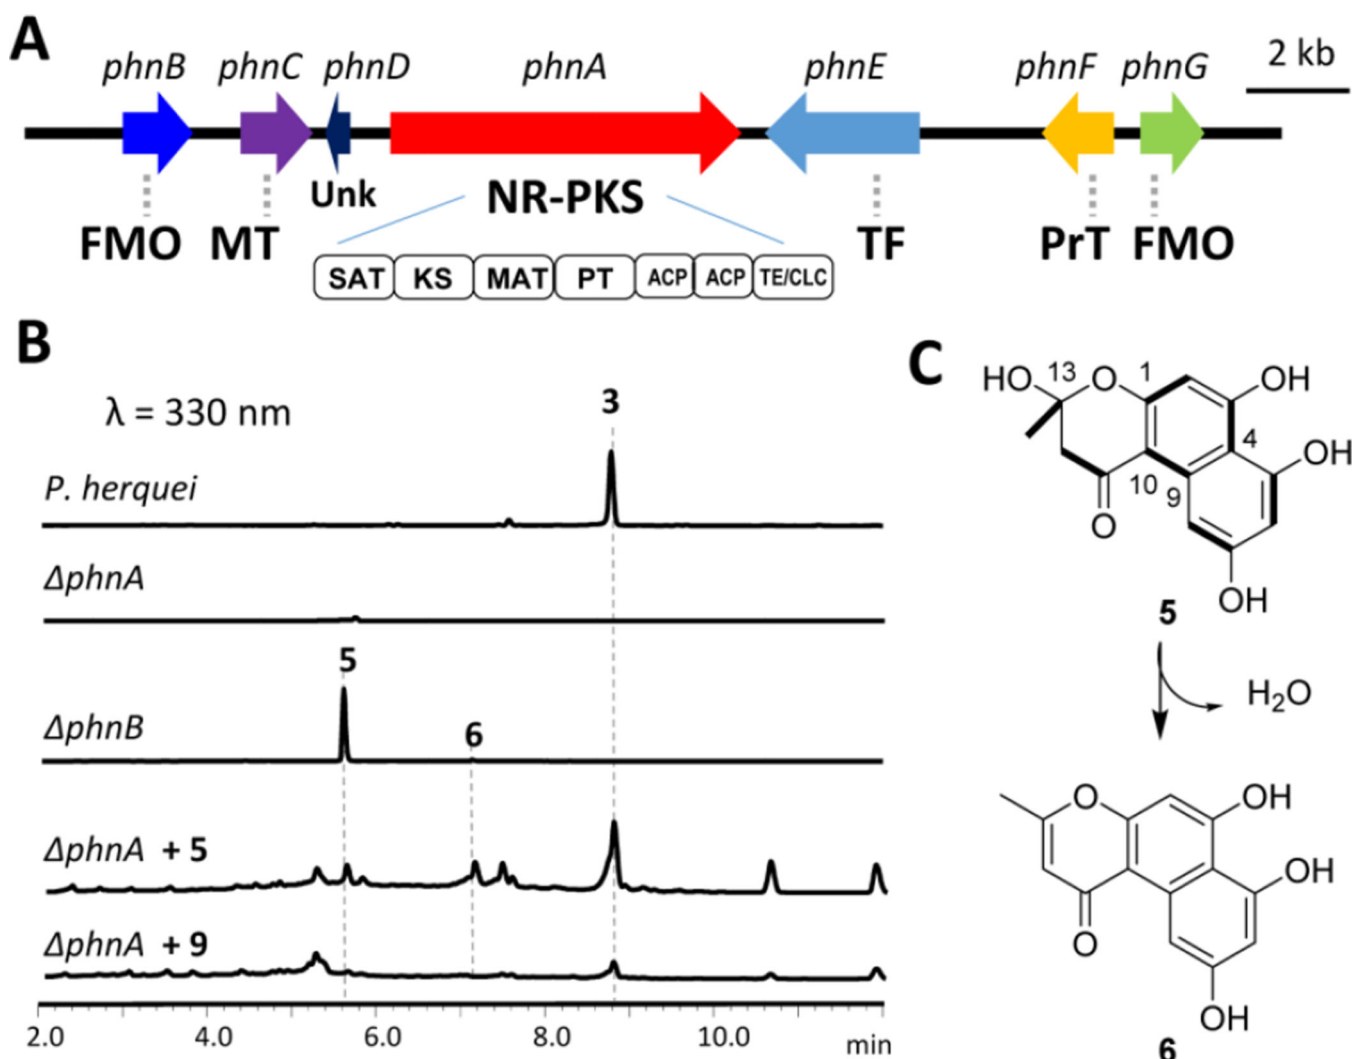 A
phnB phnC phnD phnA phnE phnF phnG 2 kb
Unk NR-PKS
FMO MT TF PrT FMO
SAT KS MAT PT ACP ACP TE/CLC
B
λ = 330 nm
3
P. herquei
ΔphnA
5
6
ΔphnB
ΔphnA + 5
ΔphnA + 9
2.0 4.0 6.0 8.0 10.0 min
C
HO 13 O 1 OH
4 OH
10 9
O
OH
5
H2O
O OH
OH
O
OH
6